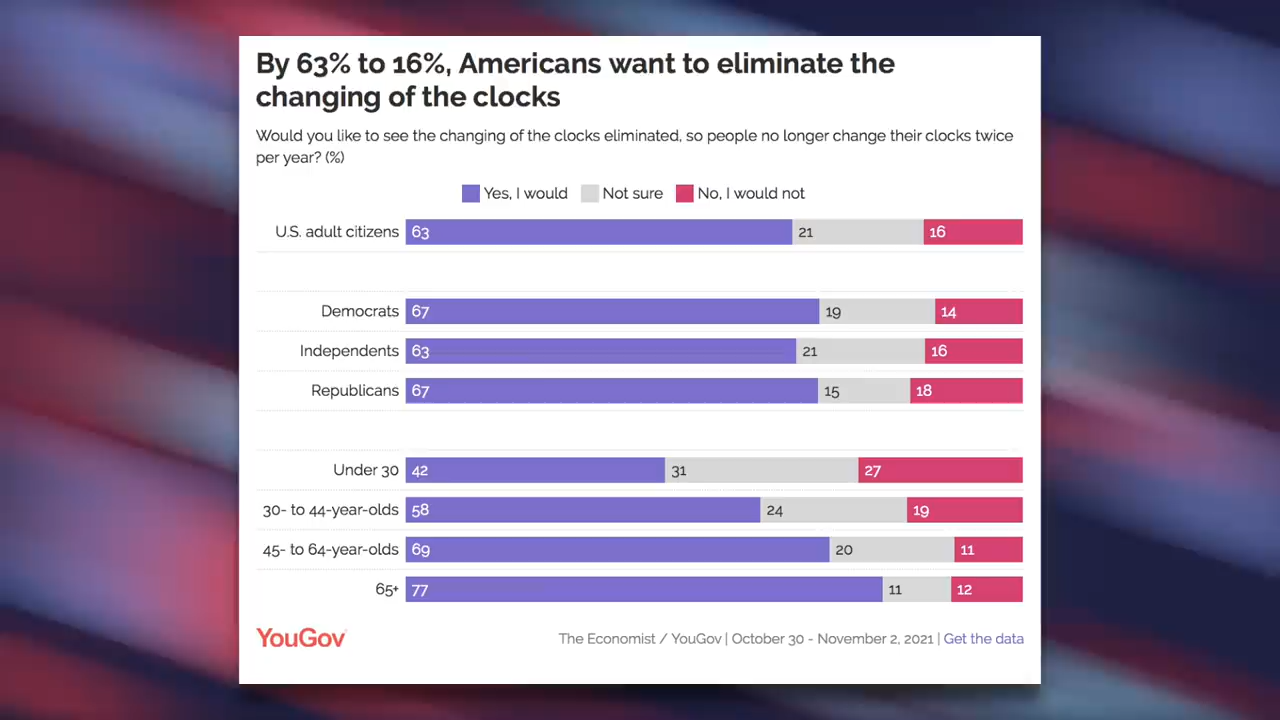 By 63% to 16%, Americans want to eliminate the
changing of the clocks
Would you like to see the changing of the clocks eliminated, so people no longer change their clocks twice
per year? (%)
Yes, I would Not sure No, I would not
U.S. adult citizens 63 21 16
Democrats 67 19 14
Independents 63 21 16
Republicans 67 15 18
Under 30 42 31 27
30- to 44-year-olds 58 24 19
45- to 64-year-olds 69 20 11
65+ 77 11 12
YouGov The Economist / YouGov | October 30 - November 2, 2021 | Get the data